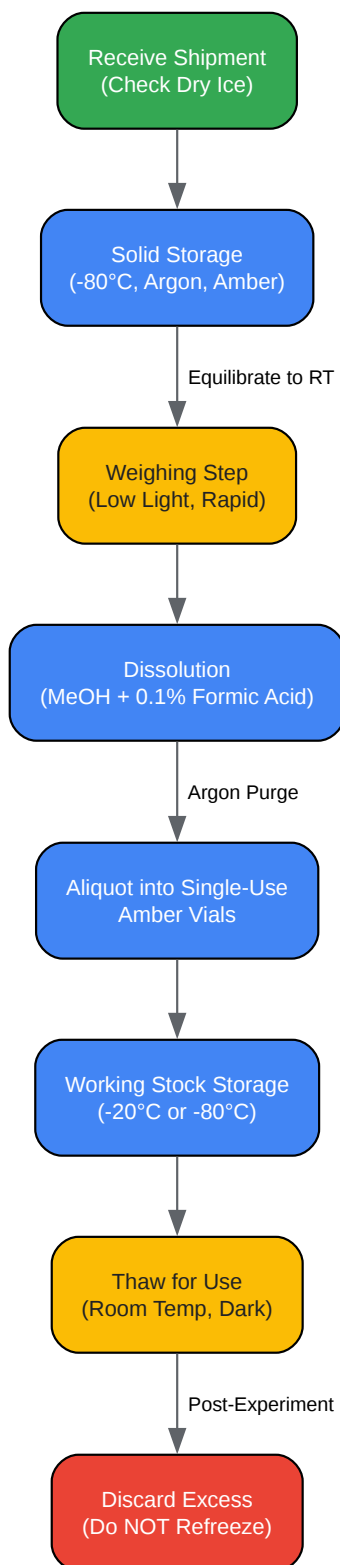 Receive Shipment
(Check Dry Ice)
Solid Storage
(-80°C, Argon, Amber)
Equilibrate to RT
Weighing Step
(Low Light, Rapid)
Dissolution
(MeOH + 0.1% Formic Acid)
Argon Purge
Aliquot into Single-Use
Amber Vials
Working Stock Storage
(-20°C or -80°C)
Thaw for Use
(Room Temp, Dark)
Post-Experiment
Discard Excess
(Do NOT Refreeze)